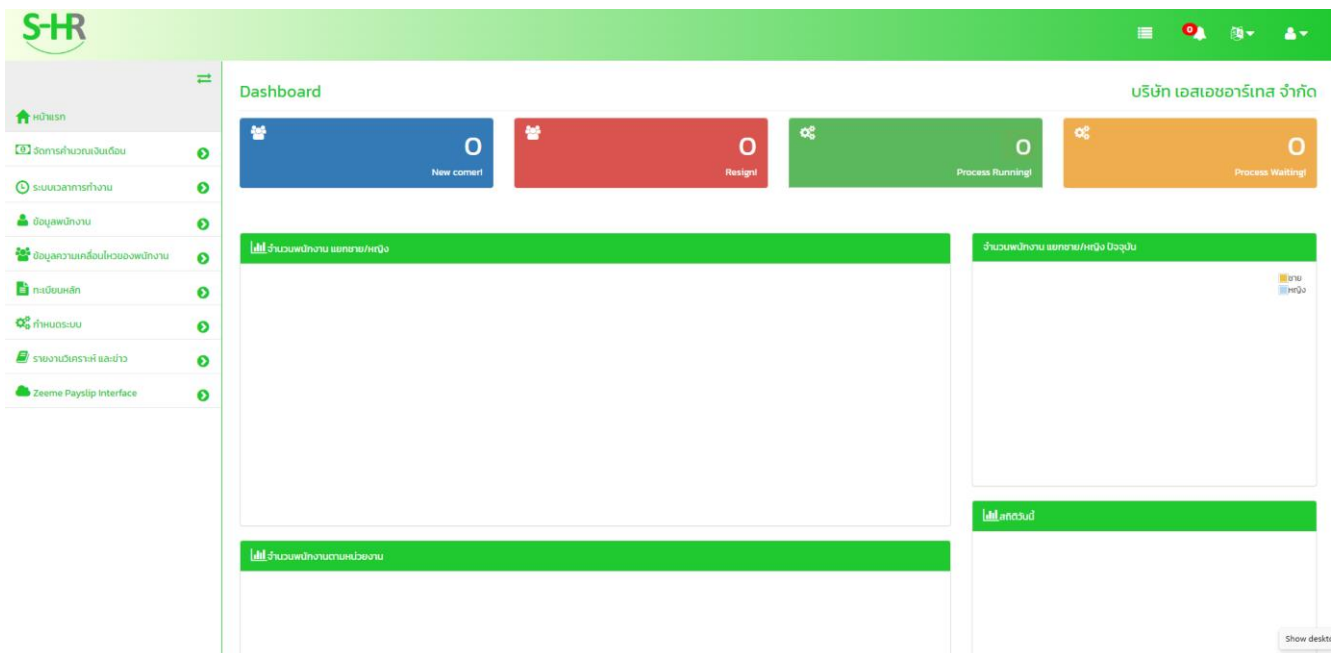 S-HR
0
Dashboard
บริษัท เอสเอชอาร์เทส จำกัด
หน้าแรก
จัดการคำนวณเงินเดือน
ระบบเวลาการทำงาน
ข้อมูลพนักงาน
ข้อมูลความเคลื่อนไหวของพนักงาน
ทะเบียนหลัก
กำหนดระบบ
รายงานวิเคราะห์ และข่าว
Zeeme Payslip Interface
0
New comer!
0
Resign!
0
Process Running!
0
Process Waiting!
จำนวนพนักงาน แยกชาย/หญิง
จำนวนพนักงาน แยกชาย/หญิง ปัจจุบัน
ชาย
หญิง
สถิติวันนี้
จำนวนพนักงานตามหน่วยงาน
Show deskto